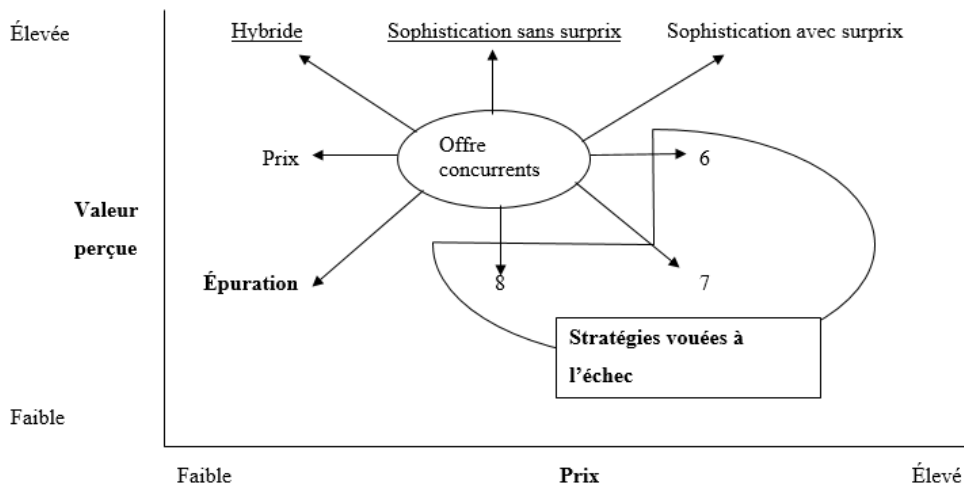 Élevée
Hybride
Sophistication sans surprix
Sophistication avec surprix
Offre
concurrents
Prix
6
Valeur
perçue
Épuration
8
7
Stratégies vouées à
l’échec
Faible
Faible
Prix
Élevé